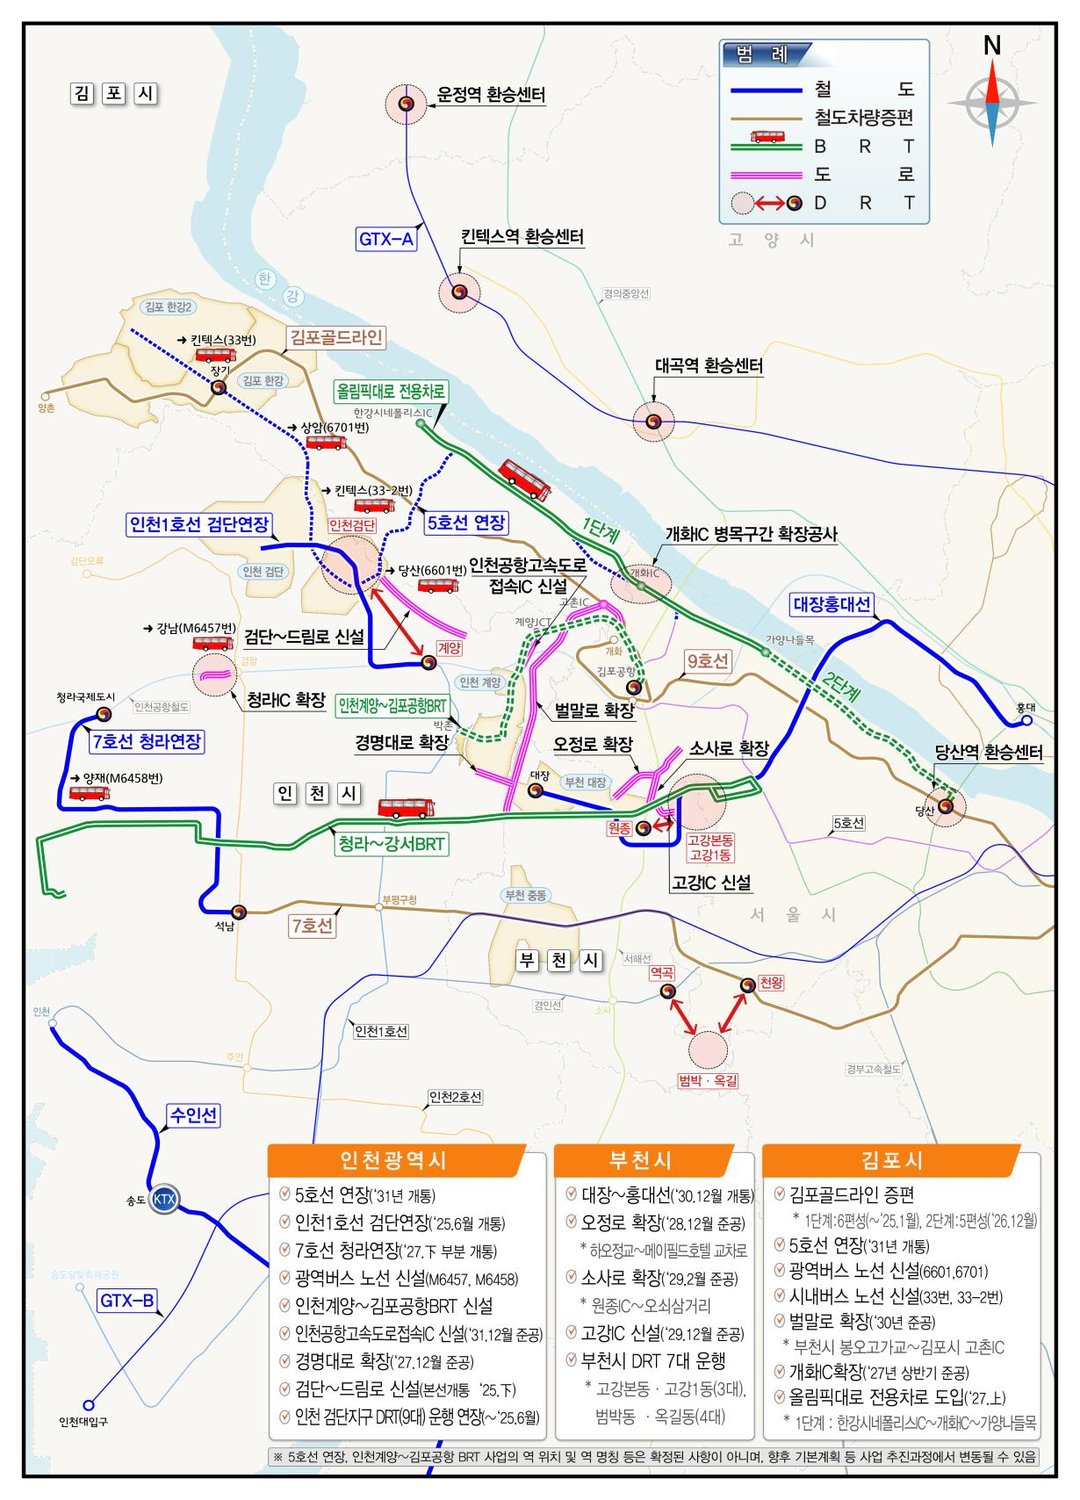 김포시
운정역 환승센터
범 례
철 도
철도차량증편
B R T
도 로
D R T
N
고 양 시
GTX-A
킨텍스역 환승센터
한강
경의중앙선
김포 한강2
➜ 킨텍스(33번)
장기
김포골드라인
김포 한강
양촌
올림픽대로 전용차로
한강시네폴리스IC
대곡역 환승센터
➜ 상암(6701번)
➜ 킨텍스(33-2번)
인천1호선 검단연장
인천검단
5호선 연장
1단계
개화IC 병목구간 확장공사
검단오류
인천 검단
➜ 당산(6601번)
인천공항고속도로
접속IC 신설
개화IC
고촌IC
대장홍대선
➜ 강남(M6457번)
검단~드림로 신설
계양
계양JCT
개화
가양나들목
검암
청라IC 확장
인천 계양
김포공항
9호선
2단계
청라국제도시
인천공항철도
인천계양~김포공항BRT
벌말로 확장
홍대
박촌
7호선 청라연장
경명대로 확장
오정로 확장
소사로 확장
당산역 환승센터
➜ 양재(M6458번)
대장
부천 대장
인 천 시
당산
원종
5호선
청라~강서BRT
고강본동
고강1동
고강IC 신설
부천 중동
석남
7호선
부평구청
서 울 시
부 천 시
서해선
역곡
천왕
경인선
소사
인천
인천1호선
주안
범박·옥길
경부고속철도
인천2호선
수인선
송도
KTX
송도달빛축제공원
GTX-B
인천대입구
인천광역시
5호선 연장('31년 개통)
인천1호선 검단연장('25.6월 개통)
7호선 청라연장('27.下 부분 개통)
광역버스 노선 신설(M6457, M6458)
인천계양~김포공항BRT 신설
인천공항고속도로접속IC 신설('31.12월 준공)
경명대로 확장('27.12월 준공)
검단~드림로 신설(본선개통 '25.下)
인천 검단지구 DRT(9대) 운행 연장(~'25.6월)
부천시
대장~홍대선('30.12월 개통)
오정로 확장('28.12월 준공)
* 하오정교~메이필드호텔 교차로
소사로 확장('29.2월 준공)
* 원종IC~오쇠삼거리
고강IC 신설('29.12월 준공)
부천시 DRT 7대 운행
* 고강본동·고강1동(3대),
범박동 ·옥길동(4대)
김포시
김포골드라인 증편
* 1단계:6편성(~'25.1월), 2단계:5편성('26.12월)
5호선 연장('31년 개통)
광역버스 노선 신설(6601,6701)
시내버스 노선 신설(33번, 33-2번)
벌말로 확장('30년 준공)
* 부천시 봉오고가교~김포시 고촌IC
개화IC확장('27년 상반기 준공)
올림픽대로 전용차로 도입('27.上)
* 1단계 : 한강시네폴리스IC~개화IC~가양나들목
※ 5호선 연장, 인천계양~김포공항 BRT 사업의 역 위치 및 역 명칭 등은 확정된 사항이 아니며, 향후 기본계획 등 사업 추진과정에서 변동될 수 있음